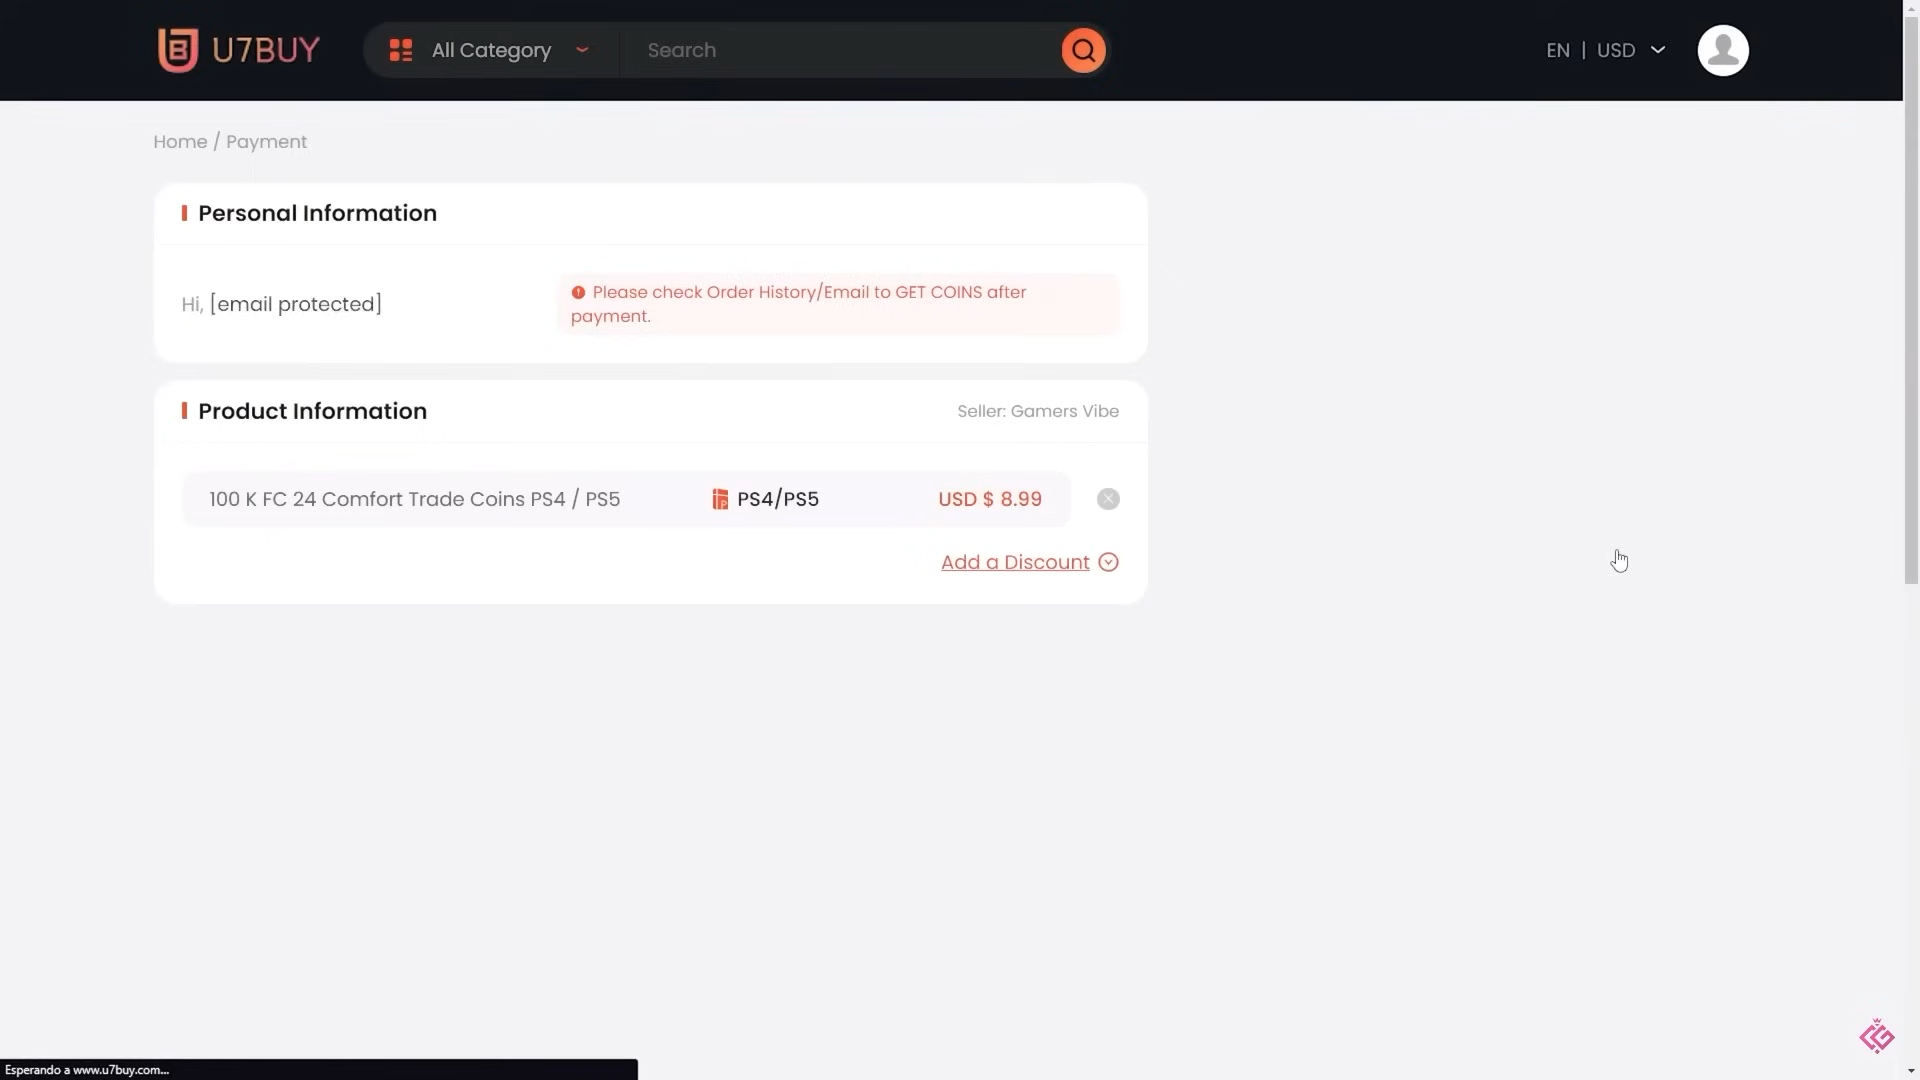 U7BUY
All Category
Search
EN | USD
Home / Payment
Personal Information
Hi, [email protected]
Please check Order History/Email to GET COINS after
payment.
Product Information
Seller: Gamers Vibe
100 K FC 24 Comfort Trade Coins PS4 / PS5
PS4/PS5
USD $ 8.99
Add a Discount
Esperando a www.u7buy.com...